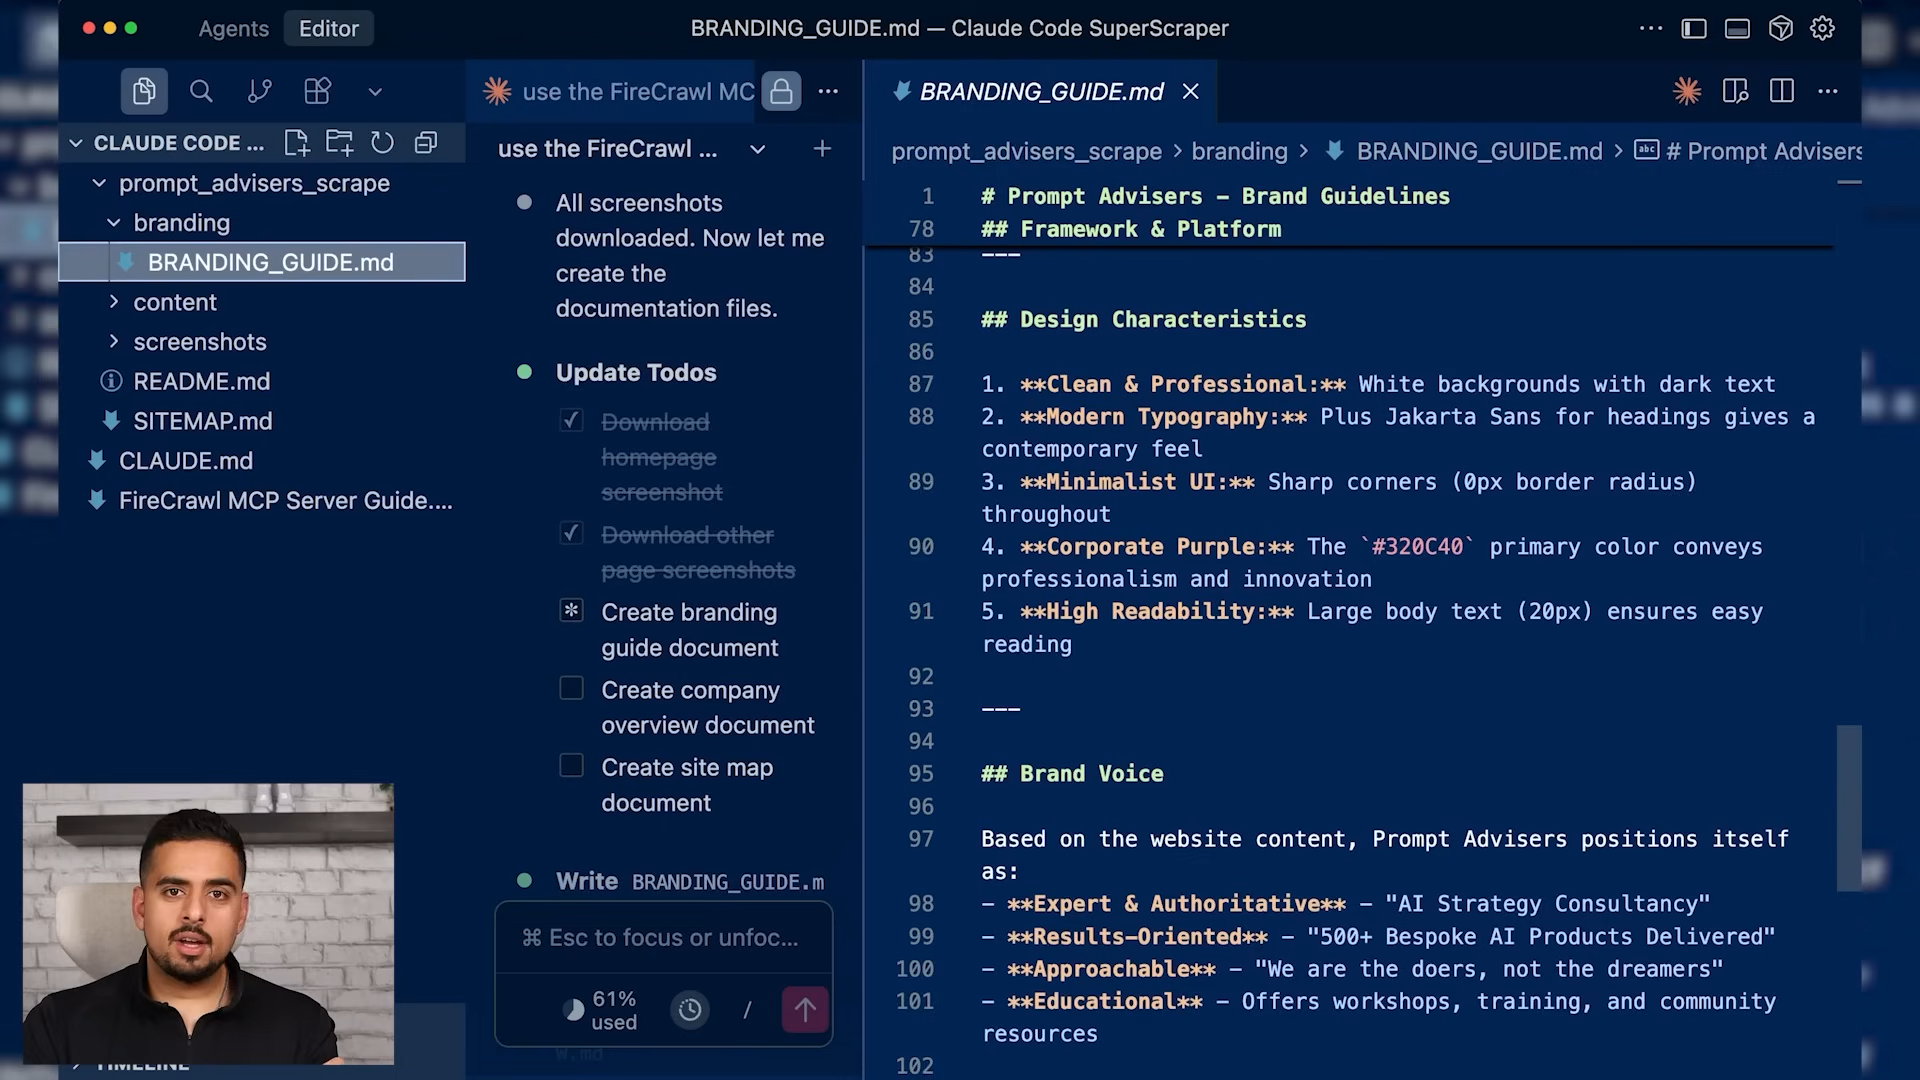 Agents
Editor
BRANDING_GUIDE.md — Claude Code SuperScraper
CLAUDE CODE ...
prompt_advisers_scrape
branding
BRANDING_GUIDE.md
content
screenshots
README.md
SITEMAP.md
CLAUDE.md
FireCrawl MCP Server Guide....
TIMELINE
use the FireCrawl MC
use the FireCrawl ...
All screenshots
downloaded. Now let me
create the
documentation files.
Update Todos
Download
homepage
screenshot
Download other
page screenshots
Create branding
guide document
Create company
overview document
Create site map
document
Write BRANDING_GUIDE.m
⌘ Esc to focus or unfoc...
61%
used
/
w.md
BRANDING_GUIDE.md
prompt_advisers_scrape > branding > BRANDING_GUIDE.md > # Prompt Advisers
1 # Prompt Advisers – Brand Guidelines
78 ## Framework & Platform
83 ---
84
85 ## Design Characteristics
86
87 1. **Clean & Professional:** White backgrounds with dark text
88 2. **Modern Typography:** Plus Jakarta Sans for headings gives a
contemporary feel
89 3. **Minimalist UI:** Sharp corners (0px border radius)
throughout
90 4. **Corporate Purple:** The `#320C40` primary color conveys
professionalism and innovation
91 5. **High Readability:** Large body text (20px) ensures easy
reading
92
93 ---
94
95 ## Brand Voice
96
97 Based on the website content, Prompt Advisers positions itself
as:
98 - **Expert & Authoritative** – "AI Strategy Consultancy"
99 - **Results-Oriented** – "500+ Bespoke AI Products Delivered"
100 - **Approachable** – "We are the doers, not the dreamers"
101 - **Educational** – Offers workshops, training, and community
resources
102